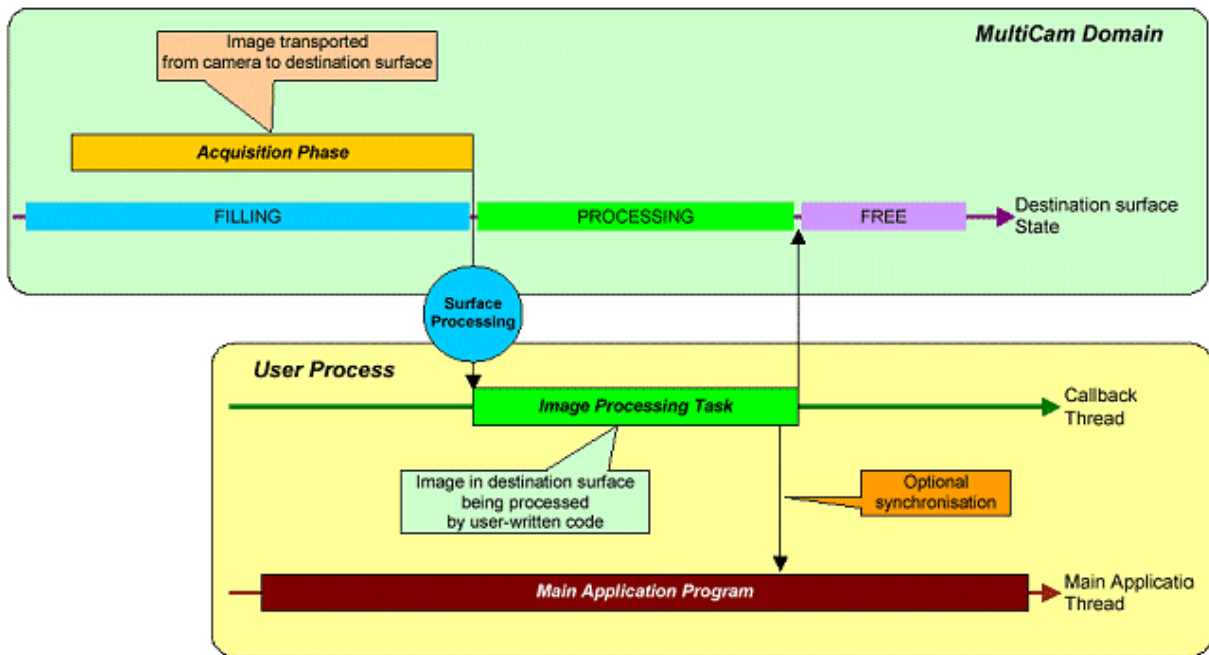 MultiCam Domain
Image transported
from camera to destination surface
Acquisition Phase
FILLING
PROCESSING
FREE
Destination surface
State
Surface
Processing
User Process
Image Processing Task
Callback
Thread
Image in destination surface
being processed
by user-written code
Optional
synchronisation
Main Application Program
Main Applicatio
Thread